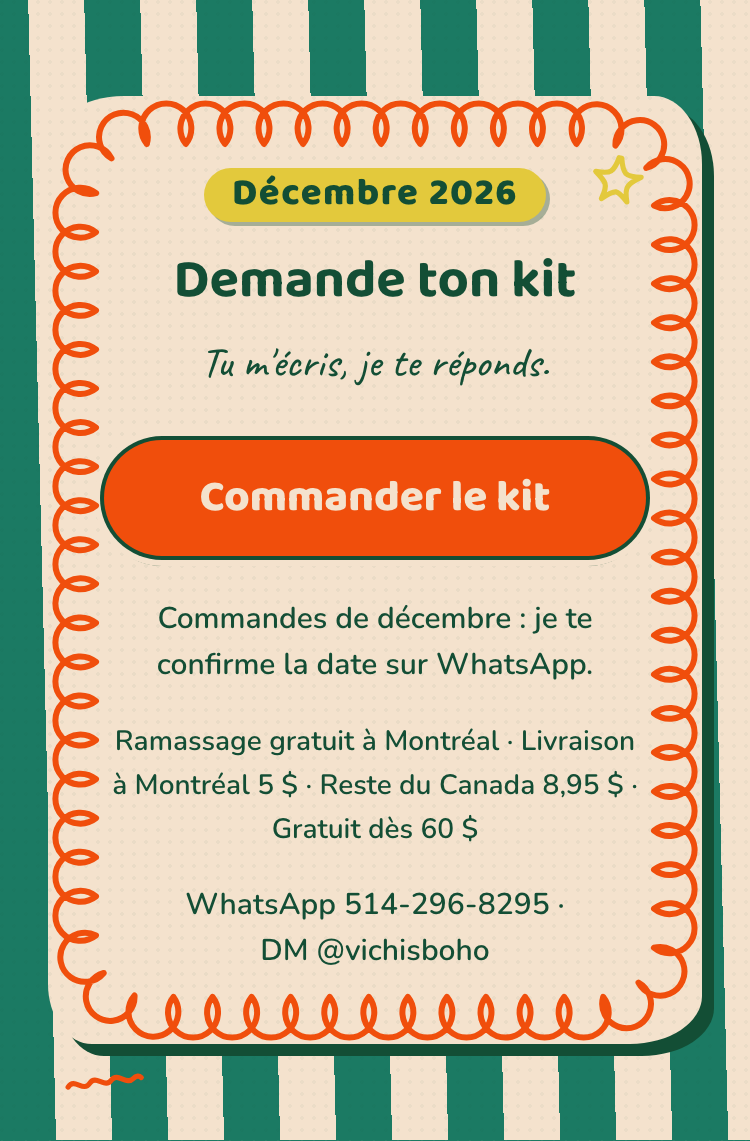 Décembre 2026
Demande ton kit
Tu m'écris, je te réponds.
Commander le kit
Commandes de décembre : je te
confirme la date sur WhatsApp.
Ramassage gratuit à Montréal · Livraison
à Montréal 5 $ · Reste du Canada 8,95 $ ·
Gratuit dès 60 $
WhatsApp 514-296-8295 ·
DM @vichisboho